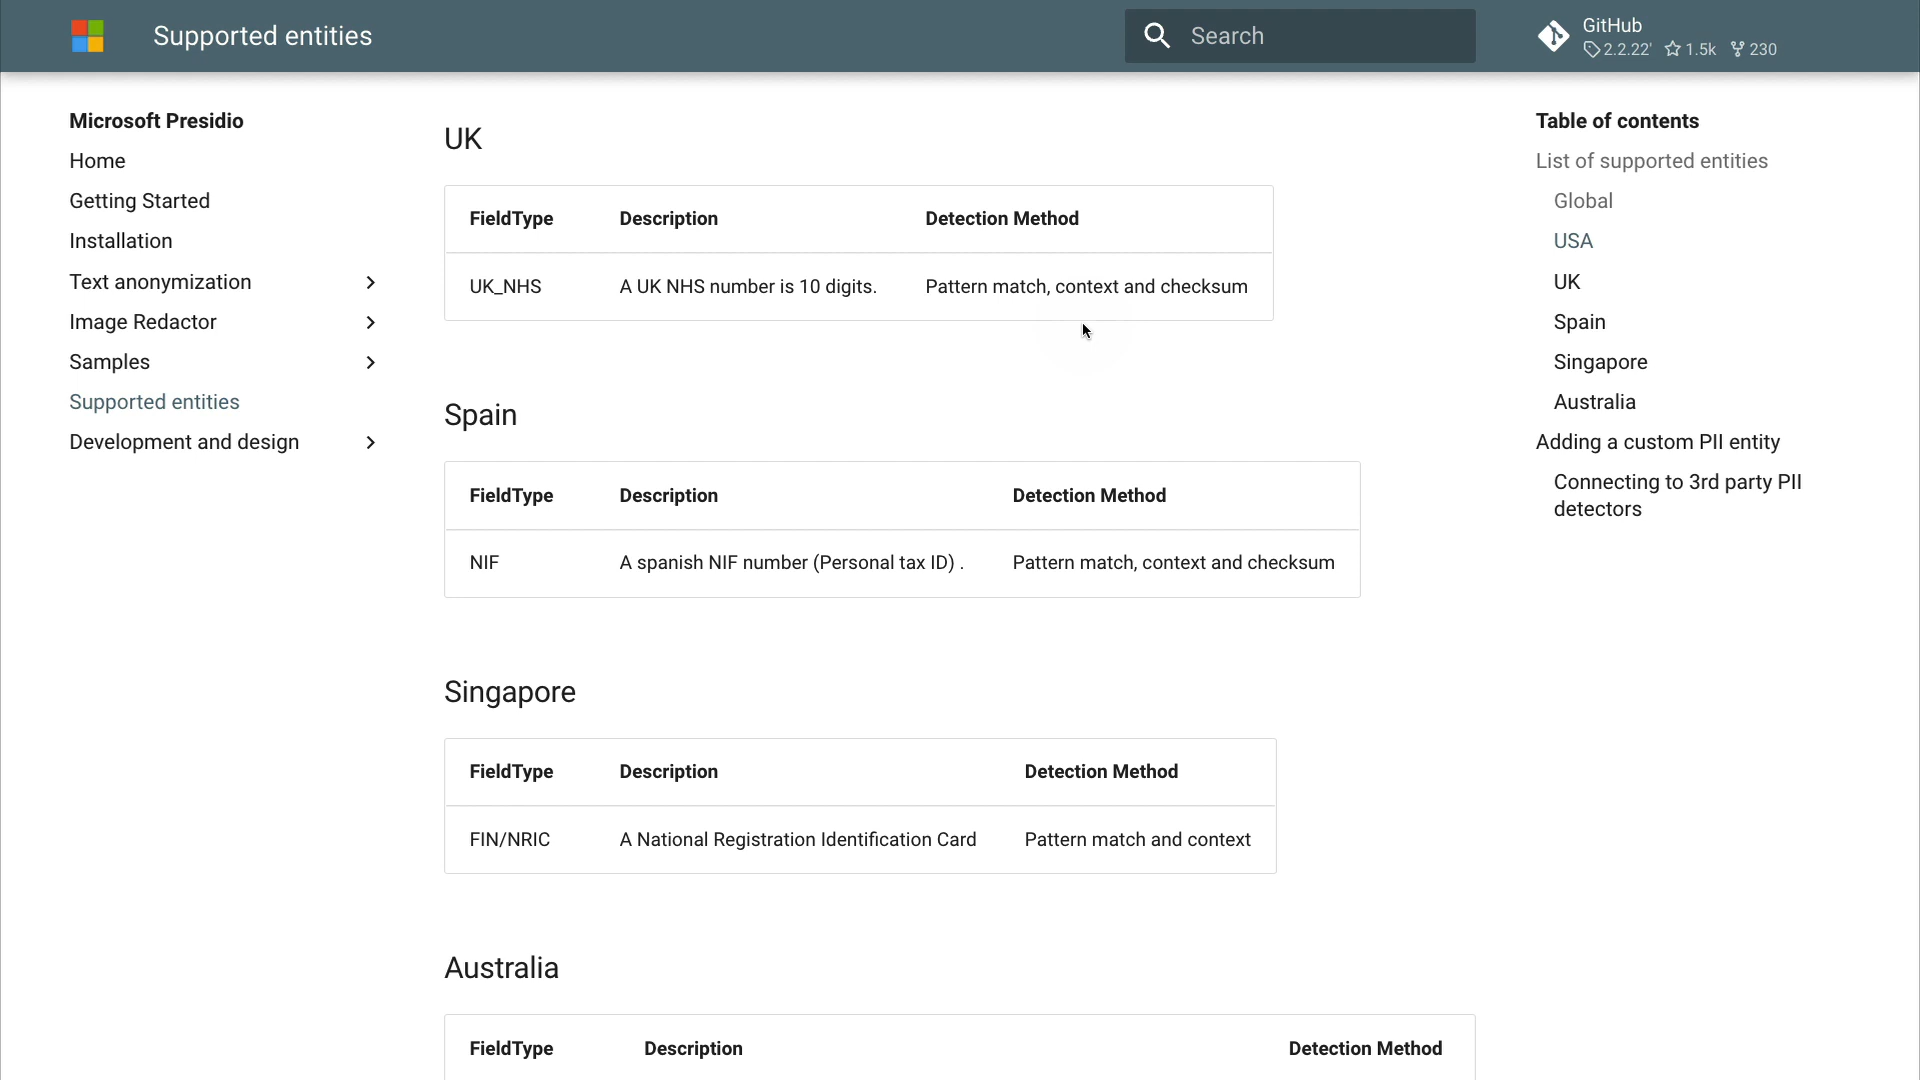 Supported entities
Search
GitHub
2.2.22' 1.5k 230
Microsoft Presidio
Home
Getting Started
Installation
Text anonymization
Image Redactor
Samples
Supported entities
Development and design
UK
FieldType Description Detection Method
UK_NHS A UK NHS number is 10 digits. Pattern match, context and checksum
Spain
FieldType Description Detection Method
NIF A spanish NIF number (Personal tax ID) . Pattern match, context and checksum
Singapore
FieldType Description Detection Method
FIN/NRIC A National Registration Identification Card Pattern match and context
Australia
FieldType Description Detection Method
Table of contents
List of supported entities
Global
USA
UK
Spain
Singapore
Australia
Adding a custom PII entity
Connecting to 3rd party PII
detectors